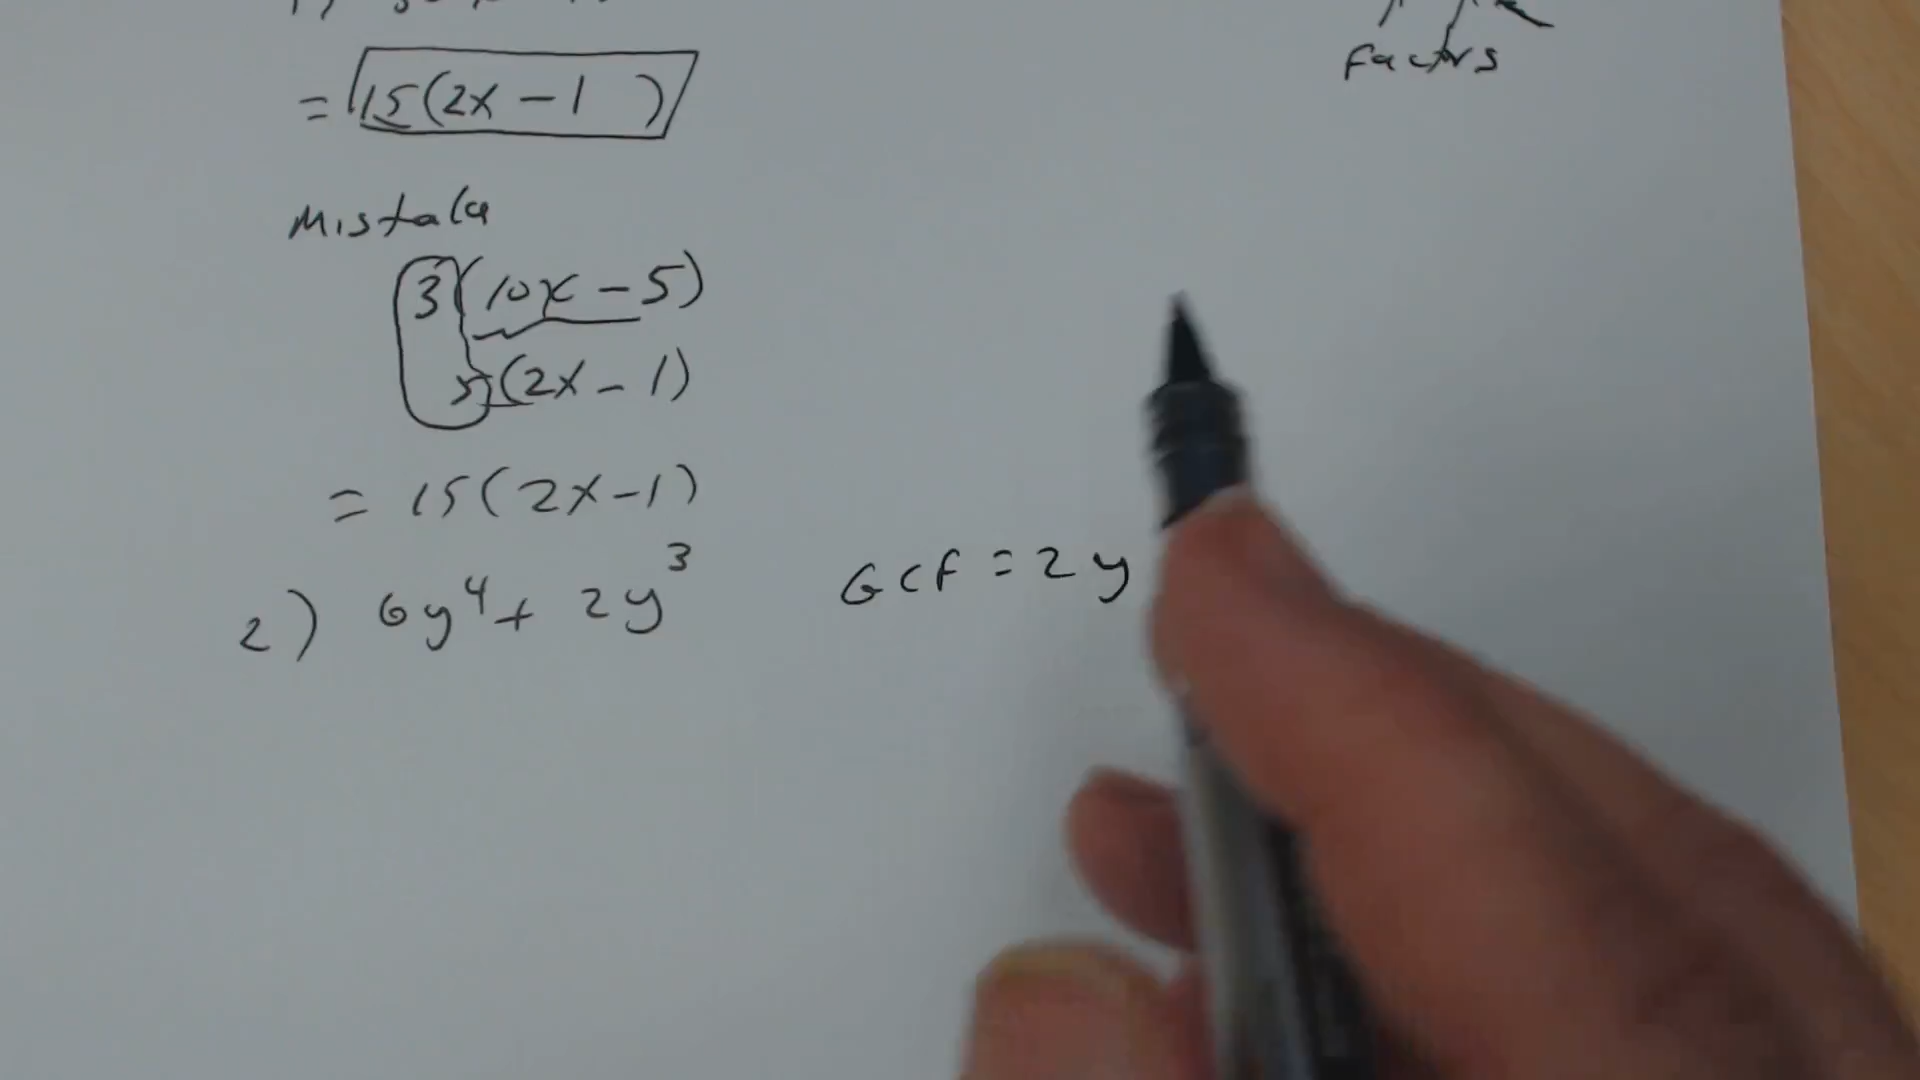 Factors
= 15(2x - 1 )
Mistake
3(10x - 5)
5(2x - 1)
= 15(2x-1)
2) 6y⁴ + 2y³
GCF = 2y